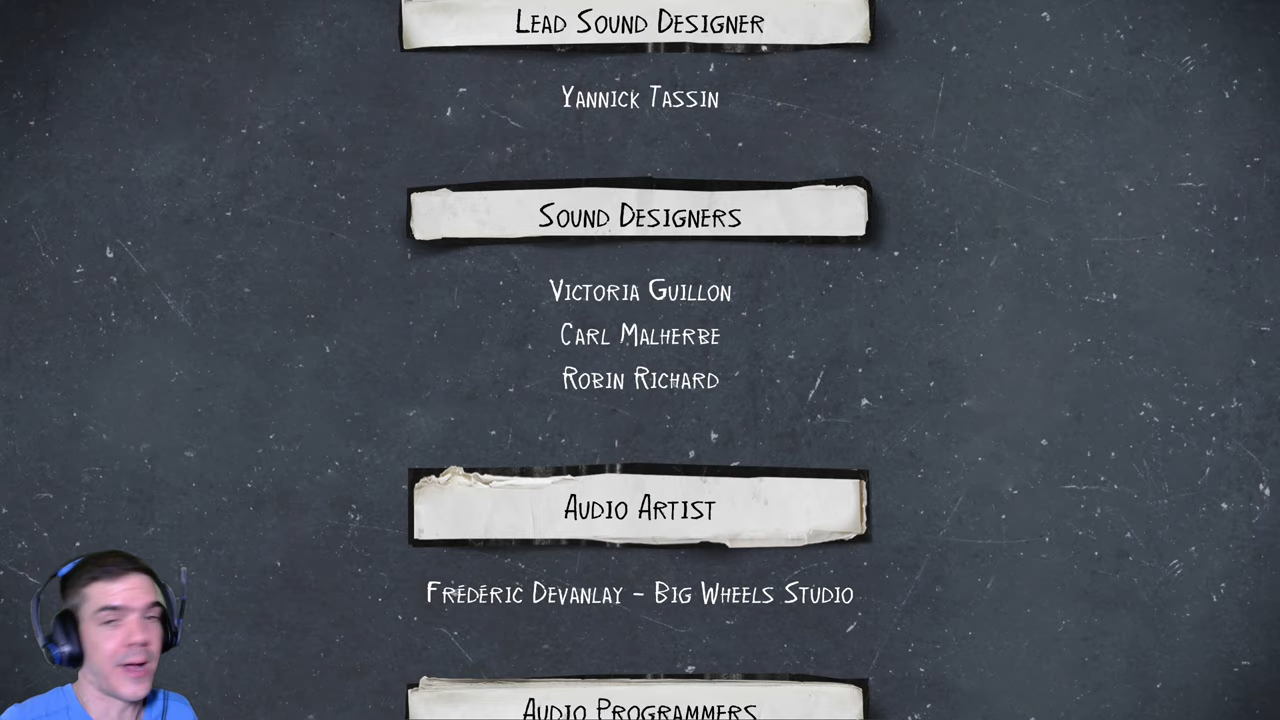 Lead Sound Designer
Yannick Tassin
Sound Designers
Victoria Guillon
Carl Malherbe
Robin Richard
Audio Artist
Frédéric Devanlay - Big Wheels Studio
Audio Programmers